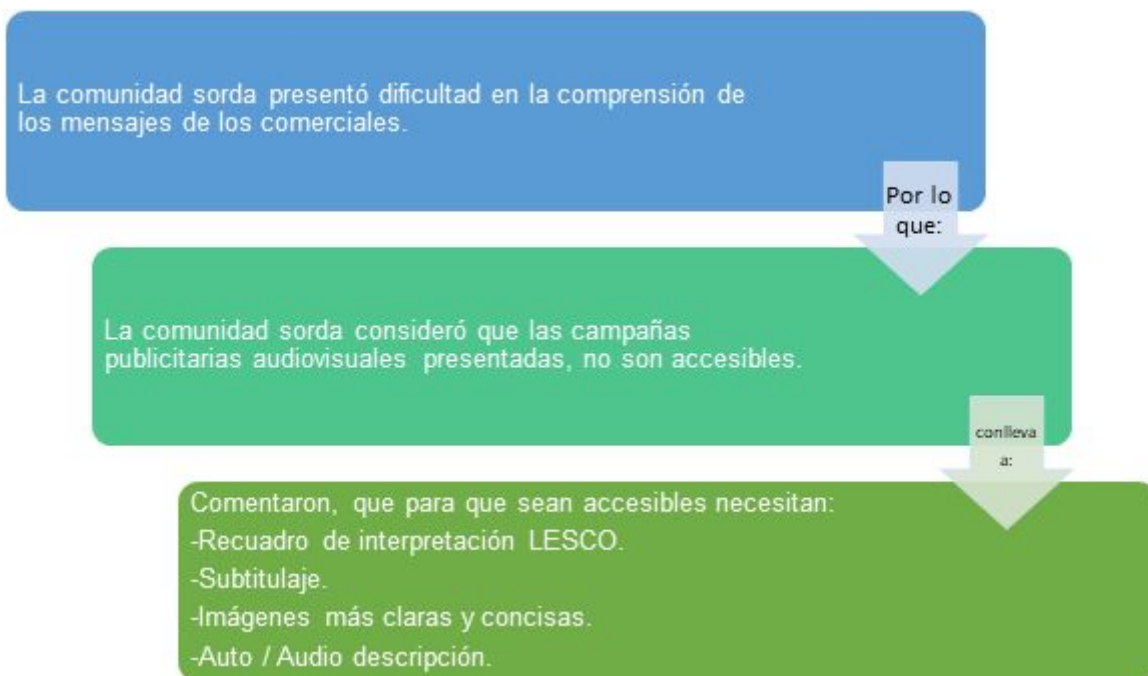 La comunidad sorda presentó dificultad en la comprensión de
los mensajes de los comerciales.
Por lo
que:
La comunidad sorda consideró que las campañas
publicitarias audiovisuales presentadas, no son accesibles.
conlleva
a:
Comentaron, que para que sean accesibles necesitan:
-Recuadro de interpretación LESCO.
-Subtitulaje.
-Imágenes más claras y concisas.
-Auto / Audio descripción.